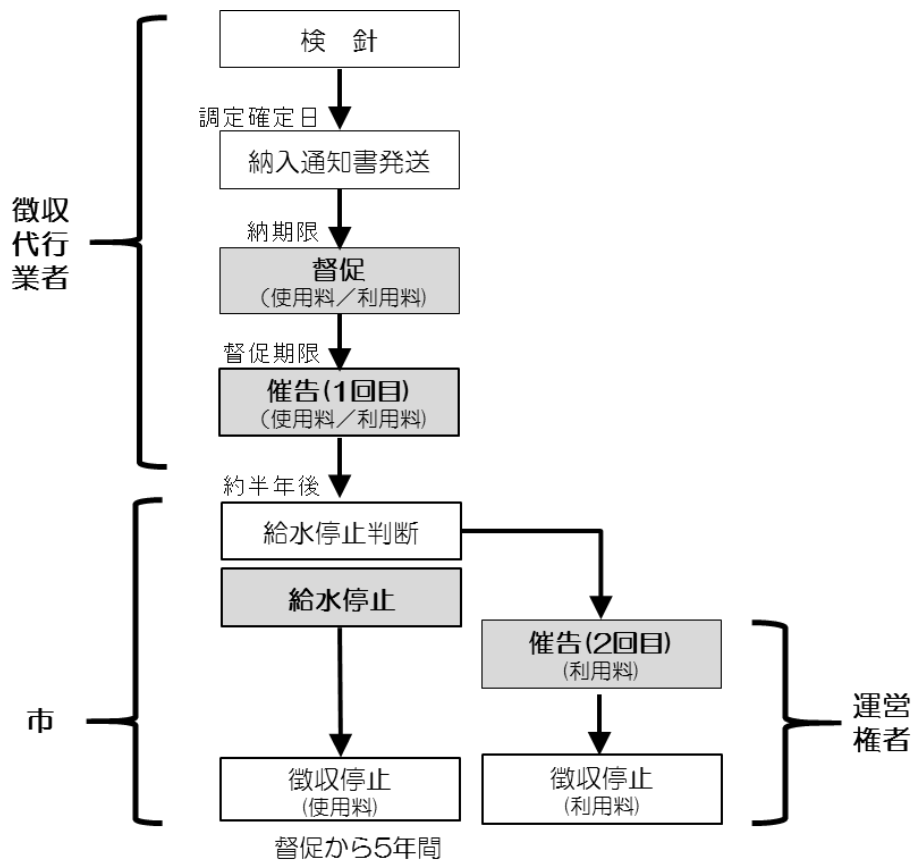 検 針
調定確定日
納入通知書発送
徴収
代行
業者
納期限
督促
(使用料／利用料)
督促期限
催告(1回目)
(使用料／利用料)
約半年後
給水停止判断
給水停止
催告(2回目)
(利用料)
市
運営
権者
徴収停止
(使用料)
徴収停止
(利用料)
督促から5年間